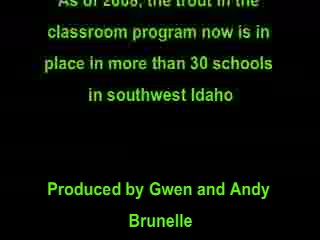 As of 2008, the trout in the
classroom program now is in
place in more than 30 schools
in southwest Idaho
Produced by Gwen and Andy
Brunelle